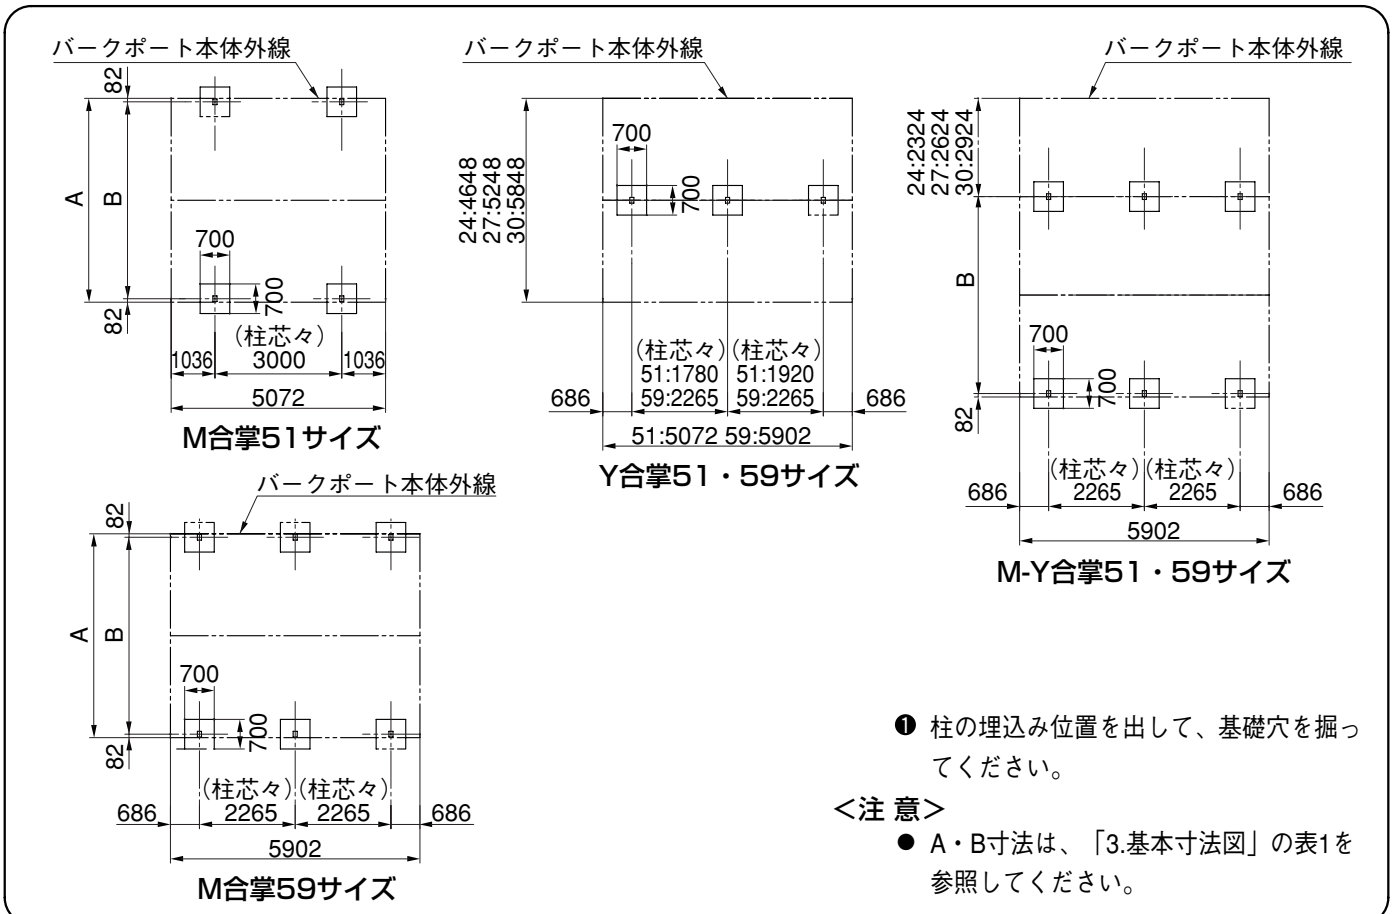 バークポート本体外線
82
A
B
700
700
82
(柱芯々)
1036 3000 1036
5072
M合掌51サイズ
バークポート本体外線
24:4648
27:5248
30:5848
700
700
(柱芯々) (柱芯々)
51:1780 51:1920
686 59:2265 59:2265 686
51:5072 59:5902
Y合掌51・59サイズ
バークポート本体外線
24:2324
27:2624
30:2924
B
700
700
82
(柱芯々) (柱芯々)
686 2265 2265 686
5902
M-Y合掌51・59サイズ
バークポート本体外線
82
A
B
700
700
82
(柱芯々) (柱芯々)
686 2265 2265 686
5902
M合掌59サイズ
❶ 柱の埋込み位置を出して、基礎穴を掘っ
てください。
<注 意>
● A・B寸法は、「3.基本寸法図」の表1を
参照してください。